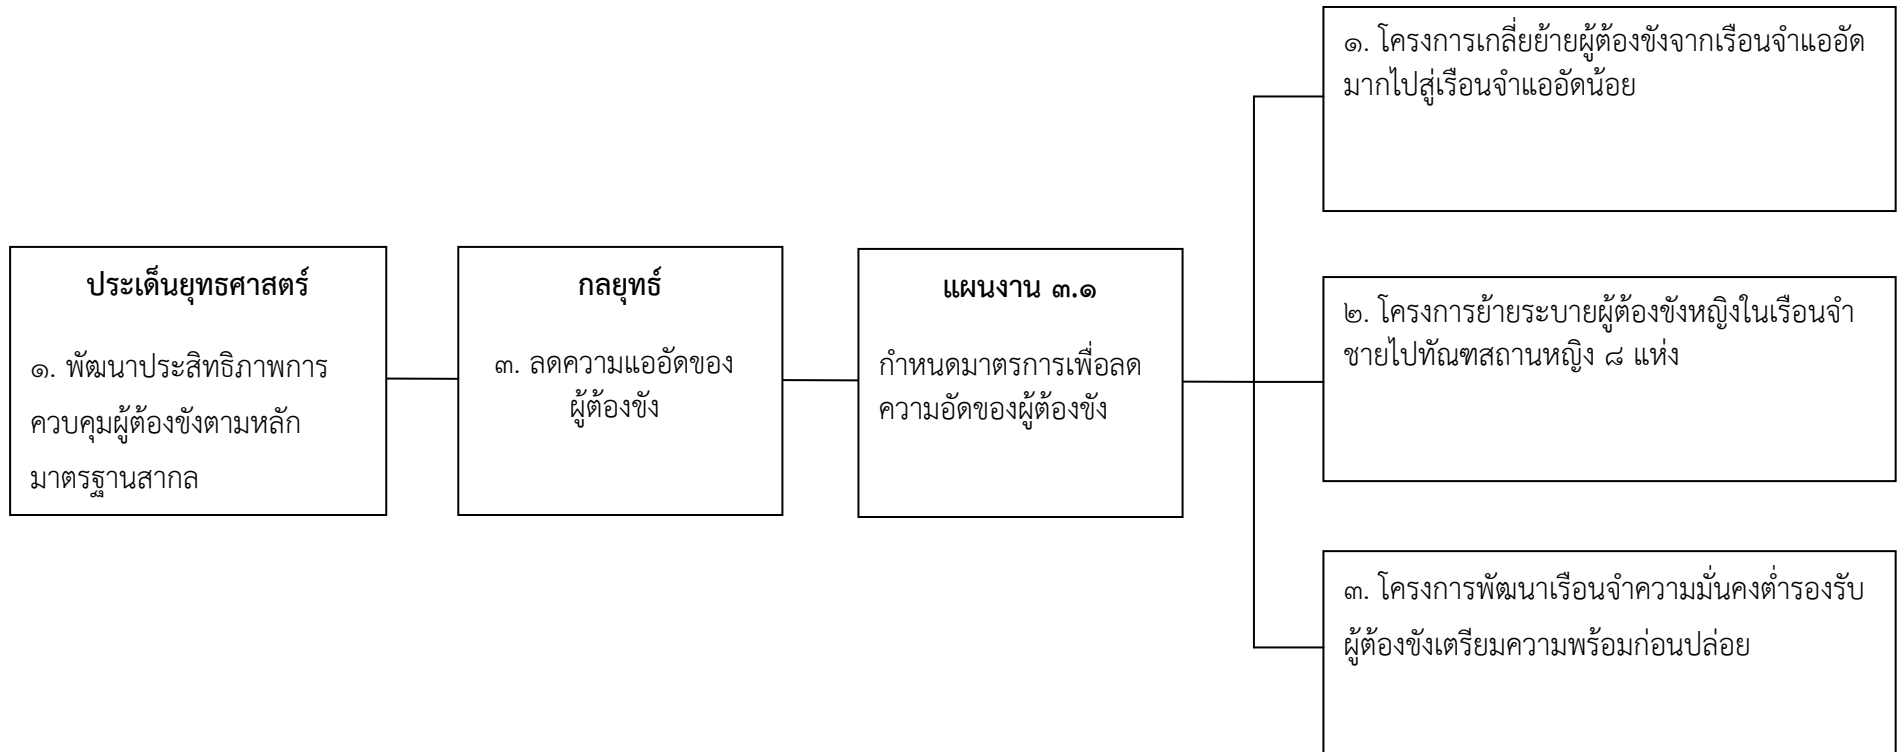 ประเด็นยุทธศาสตร์
๑. พัฒนาประสิทธิภาพการ
ควบคุมผู้ต้องขังตามหลัก
มาตรฐานสากล
กลยุทธ์
๓. ลดความแออัดของ
ผู้ต้องขัง
แผนงาน ๓.๑
กำหนดมาตรการเพื่อลด
ความอัดของผู้ต้องขัง
๑. โครงการเกลี่ยย้ายผู้ต้องขังจากเรือนจำแออัด
มากไปสู่เรือนจำแออัดน้อย
๒. โครงการย้ายระบายผู้ต้องขังหญิงในเรือนจำ
ชายไปทัณฑสถานหญิง ๘ แห่ง
๓. โครงการพัฒนาเรือนจำความมั่นคงต่ำรองรับ
ผู้ต้องขังเตรียมความพร้อมก่อนปล่อย